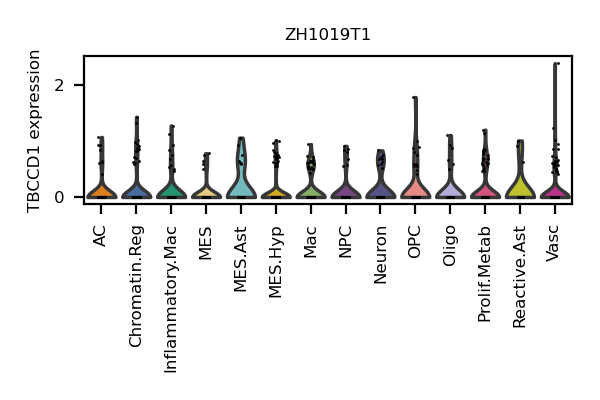 ZH1019T1
TBCCD1 expression
2
0
AC
Chromatin.Reg
Inflammatory.Mac
MES
MES.Ast
MES.Hyp
Mac
NPC
Neuron
OPC
Oligo
Prolif.Metab
Reactive.Ast
Vasc